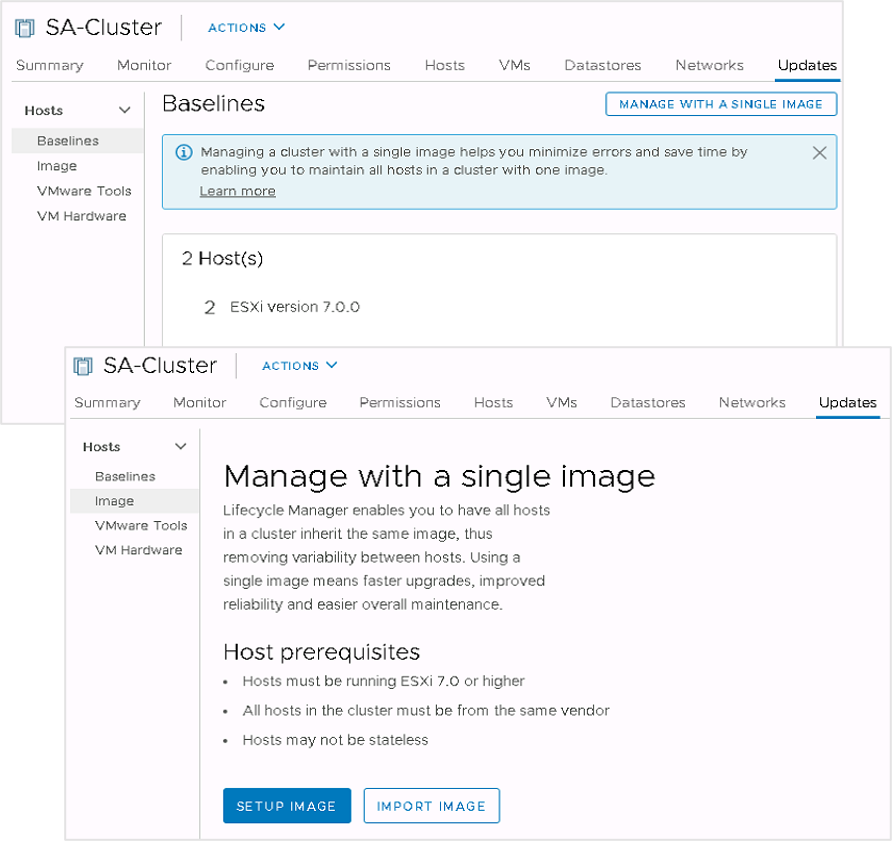 SA-Cluster
ACTIONS
Summary Monitor Configure Permissions Hosts VMs Datastores Networks Updates
Hosts
Baselines
Image
VMware Tools
VM Hardware
Baselines
MANAGE WITH A SINGLE IMAGE
Managing a cluster with a single image helps you minimize errors and save time by
enabling you to maintain all hosts in a cluster with one image.
Learn more
2 Host(s)
2 ESXi version 7.0.0
SA-Cluster
ACTIONS
Summary Monitor Configure Permissions Hosts VMs Datastores Networks Updates
Hosts
Baselines
Image
VMware Tools
VM Hardware
Manage with a single image
Lifecycle Manager enables you to have all hosts
in a cluster inherit the same image, thus
removing variability between hosts. Using a
single image means faster upgrades, improved
reliability and easier overall maintenance.
Host prerequisites
• Hosts must be running ESXi 7.0 or higher
• All hosts in the cluster must be from the same vendor
• Hosts may not be stateless
SETUP IMAGE
IMPORT IMAGE